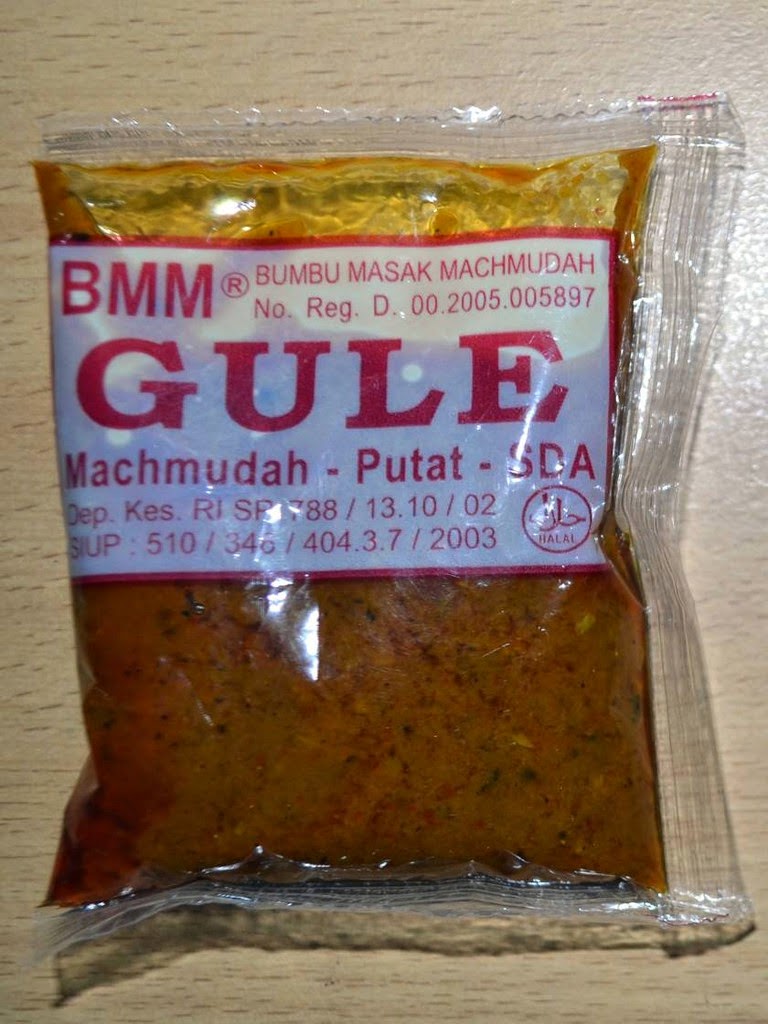 BMM® BUMBU MASAK MACHMUDAH
No. Reg. D. 00.2005.005897
GULE
Machmudah - Putat - SDA
Dep. Kes. RI SP. 788 / 13.10 / 02
SIUP : 510 / 346 / 404.3.7 / 2003
HALAL